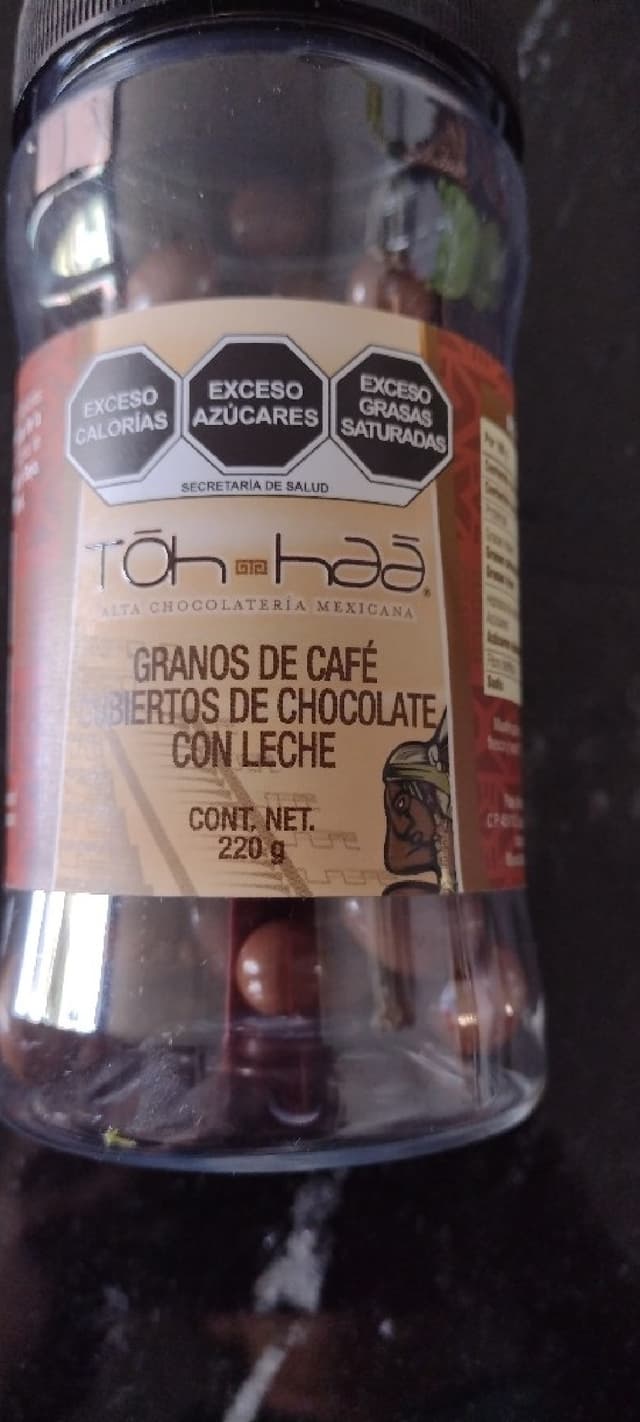 EXCESO
CALORÍAS
EXCESO
AZÚCARES
EXCESO
GRASAS
SATURADAS
SECRETARÍA DE SALUD
TŌh haā
ALTA CHOCOLATERÍA MEXICANA
GRANOS DE CAFÉ
CUBIERTOS DE CHOCOLATE
CON LECHE
CONT. NET.
220 g